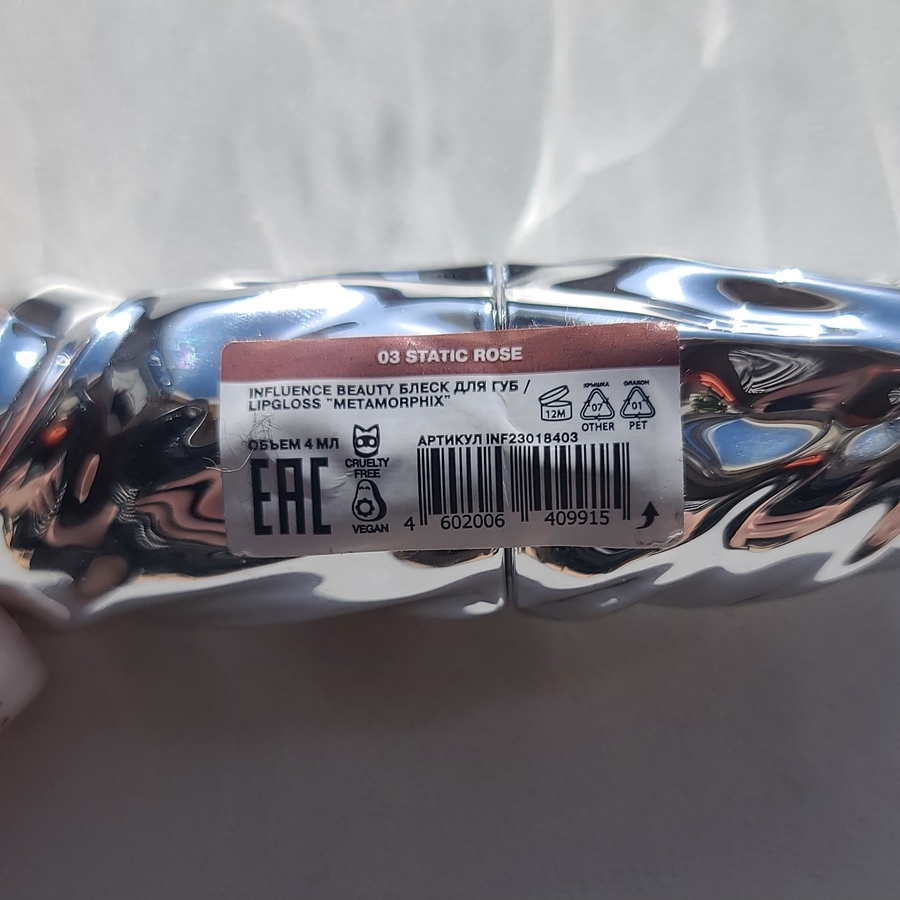 03 STATIC ROSE
INFLUENCE BEAUTY БЛЕСК ДЛЯ ГУБ /
LIPGLOSS "METAMORPHIX"
12M
КРЫШКА
07
OTHER
ФЛАКОН
01
PET
ОБЪЕМ 4 МЛ
EAC
CRUELTY
FREE
VEGAN
АРТИКУЛ INF23018403
4 602006 409915